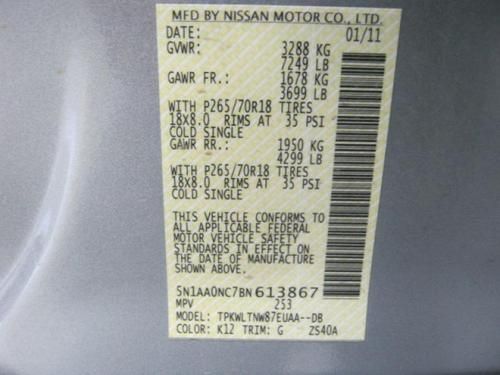 MFD BY NISSAN MOTOR CO., LTD.
DATE: 01/11
GVWR: 3288 KG
7249 LB
GAWR FR.: 1678 KG
3699 LB
WITH P265/70R18 TIRES
18x8.0 RIMS AT 35 PSI
COLD SINGLE
GAWR RR.: 1950 KG
4299 LB
WITH P265/70R18 TIRES
18x8.0 RIMS AT 35 PSI
COLD SINGLE
THIS VEHICLE CONFORMS TO
ALL APPLICABLE FEDERAL
MOTOR VEHICLE SAFETY
STANDARDS IN EFFECT ON
THE DATE OF MANUFACTURE
SHOWN ABOVE.
5N1AA0NC7BN613867
MPV 253
MODEL: TPKWLTNW87EUAA--DB
COLOR: K12 TRIM: G ZS40A